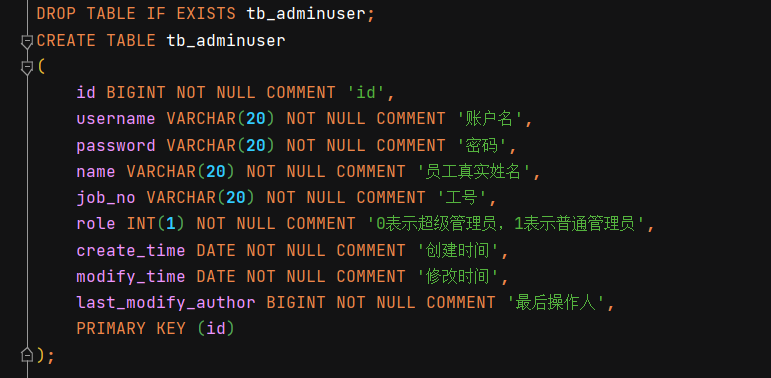 DROP TABLE IF EXISTS tb_adminuser;
CREATE TABLE tb_adminuser
(
    id BIGINT NOT NULL COMMENT 'id',
    username VARCHAR(20) NOT NULL COMMENT '账户名',
    password VARCHAR(20) NOT NULL COMMENT '密码',
    name VARCHAR(20) NOT NULL COMMENT '员工真实姓名',
    job_no VARCHAR(20) NOT NULL COMMENT '工号',
    role INT(1) NOT NULL COMMENT '0表示超级管理员，1表示普通管理员',
    create_time DATE NOT NULL COMMENT '创建时间',
    modify_time DATE NOT NULL COMMENT '修改时间',
    last_modify_author BIGINT NOT NULL COMMENT '最后操作人',
    PRIMARY KEY (id)
);